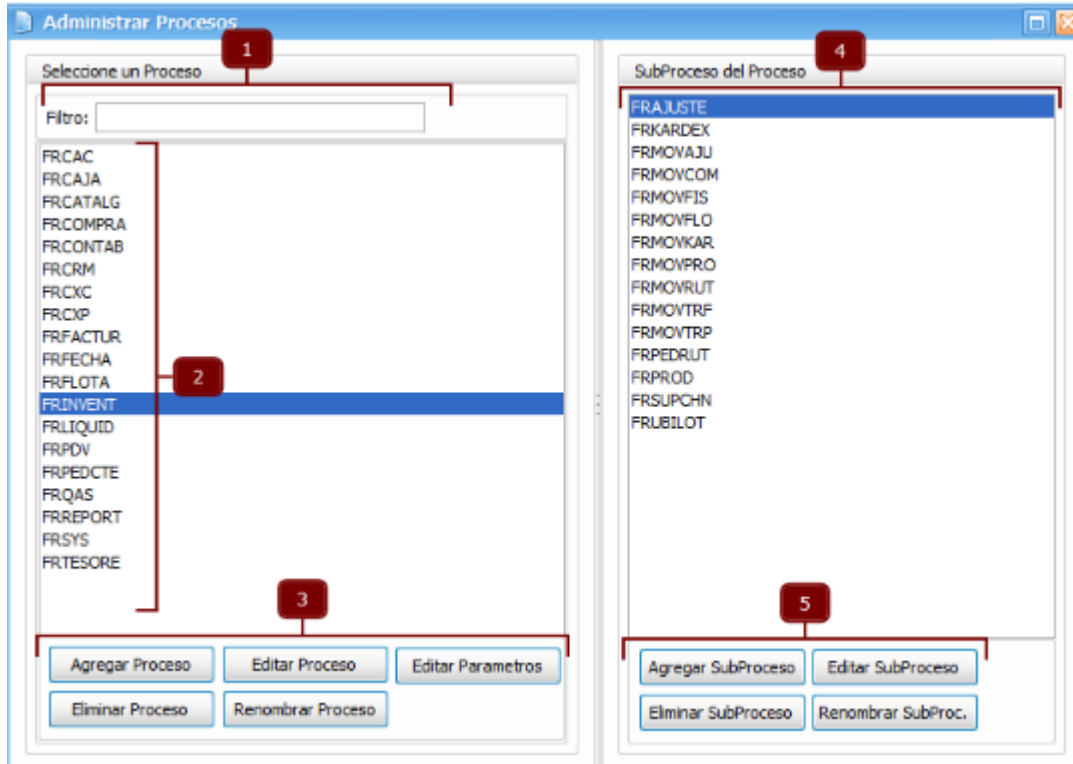 Administrar Procesos
1
Seleccione un Proceso
Filtro:
FRCAC
FRCAJA
FRCATALG
FRCOMPRA
FRCONTAB
FRCRM
FRCXC
FRCXP
FRFACTUR
FRFECHA
FRFLOTA
2
FRINVENT
FRLIQUID
FRPDV
FRPEDCTE
FRQAS
FRREPORT
FRSYS
FRTESORE
3
Agregar Proceso
Editar Proceso
Editar Parametros
Eliminar Proceso
Renombrar Proceso
4
SubProceso del Proceso
FRAJUSTE
FRKARDEX
FRMOVAJU
FRMOVCOM
FRMOVFIS
FRMOVFLO
FRMOVKAR
FRMOVPRO
FRMOVRUT
FRMOVTRF
FRMOVTRP
FRPEDRUT
FRPROD
FRSUPCHN
FRUBILOT
5
Agregar SubProceso
Editar SubProceso
Eliminar SubProceso
Renombrar SubProc.